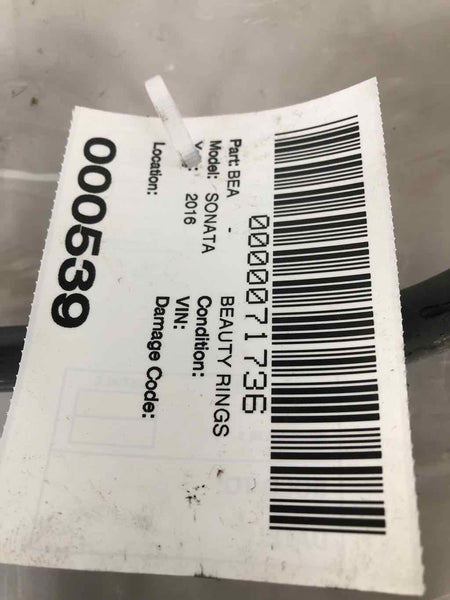 0000071736
Part: BEA - BEAUTY RINGS
Model: SONATA Condition:
2016 VIN:
Location: Damage Code:
000539